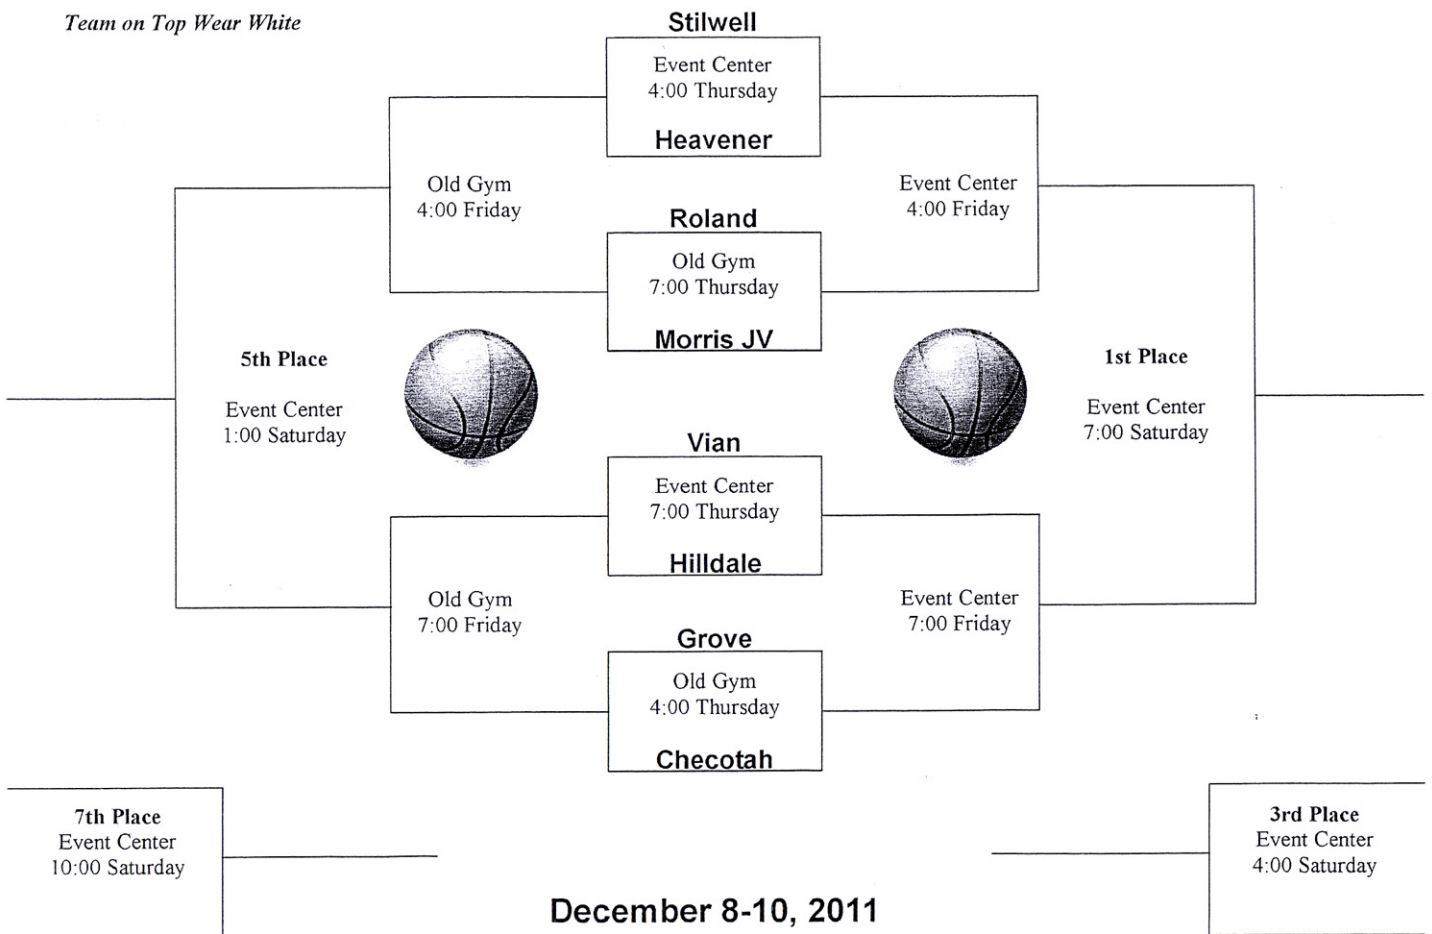 Team on Top Wear White
Stilwell
Event Center
4:00 Thursday
Heavener
Old Gym
4:00 Friday
Event Center
4:00 Friday
Roland
Old Gym
7:00 Thursday
Morris JV
5th Place
Event Center
1:00 Saturday
1st Place
Event Center
7:00 Saturday
Vian
Event Center
7:00 Thursday
Hilldale
Old Gym
7:00 Friday
Event Center
7:00 Friday
Grove
Old Gym
4:00 Thursday
Checotah
7th Place
Event Center
10:00 Saturday
3rd Place
Event Center
4:00 Saturday
December 8-10, 2011